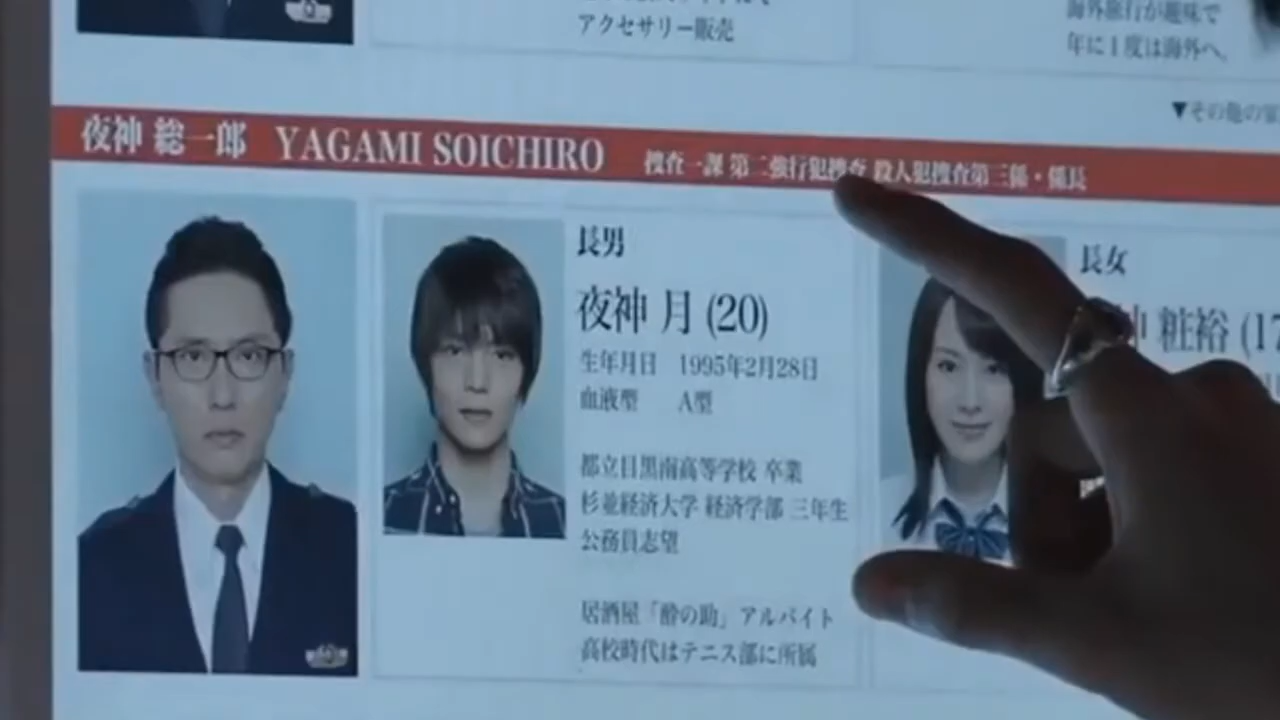 アクセサリー販売
海外旅行が趣味で
年に1度は海外へ。
▼その他の
夜神 総一郎 YAGAMI SOICHIRO 捜査一課 第二強行犯捜査 殺人犯捜査第三係・係長
長男
夜神 月 (20)
生年月日 1995年2月28日
血液型 A型
都立目黒南高等学校 卒業
杉並経済大学 経済学部 三年生
公務員志望
居酒屋「酔の助」アルバイト
高校時代はテニス部に所属
長女
神 粧裕 (17